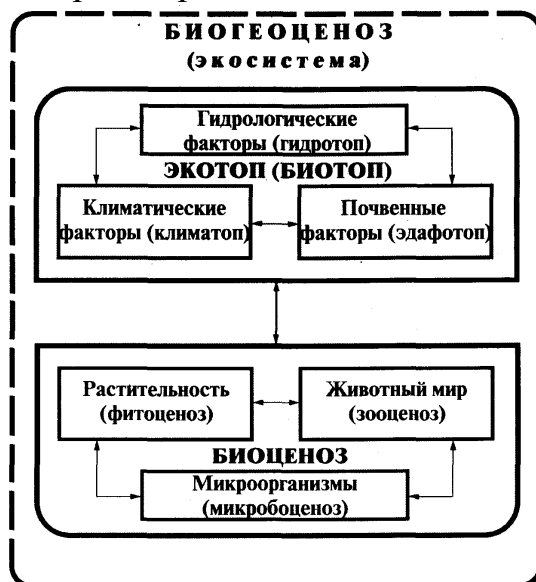 БИОГЕОЦЕНОЗ
(экосистема)
Гидрологические
факторы (гидротоп)
ЭКОТОП (БИОТОП)
Климатические
факторы (климатоп)
Почвенные
факторы (эдафотоп)
Растительность
(фитоценоз)
Животный мир
(зооценоз)
БИОЦЕНОЗ
Микроорганизмы
(микробоценоз)